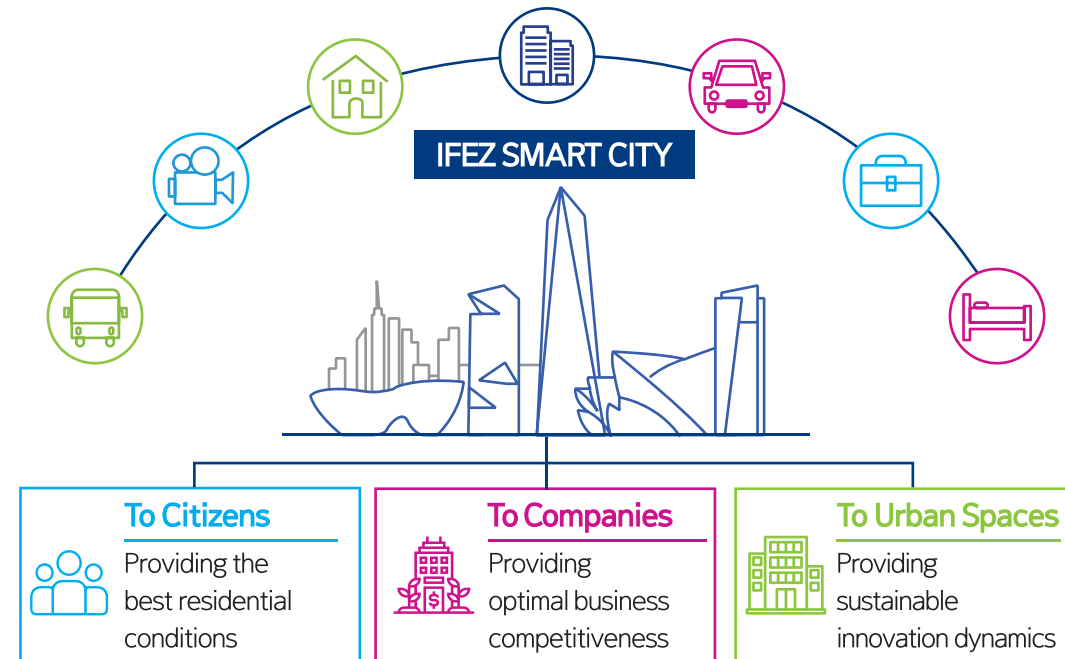 IFEZ SMART CITY
To Citizens
Providing the
best residential
conditions
To Companies
Providing
optimal business
competitiveness
$
To Urban Spaces
Providing
sustainable
innovation dynamics